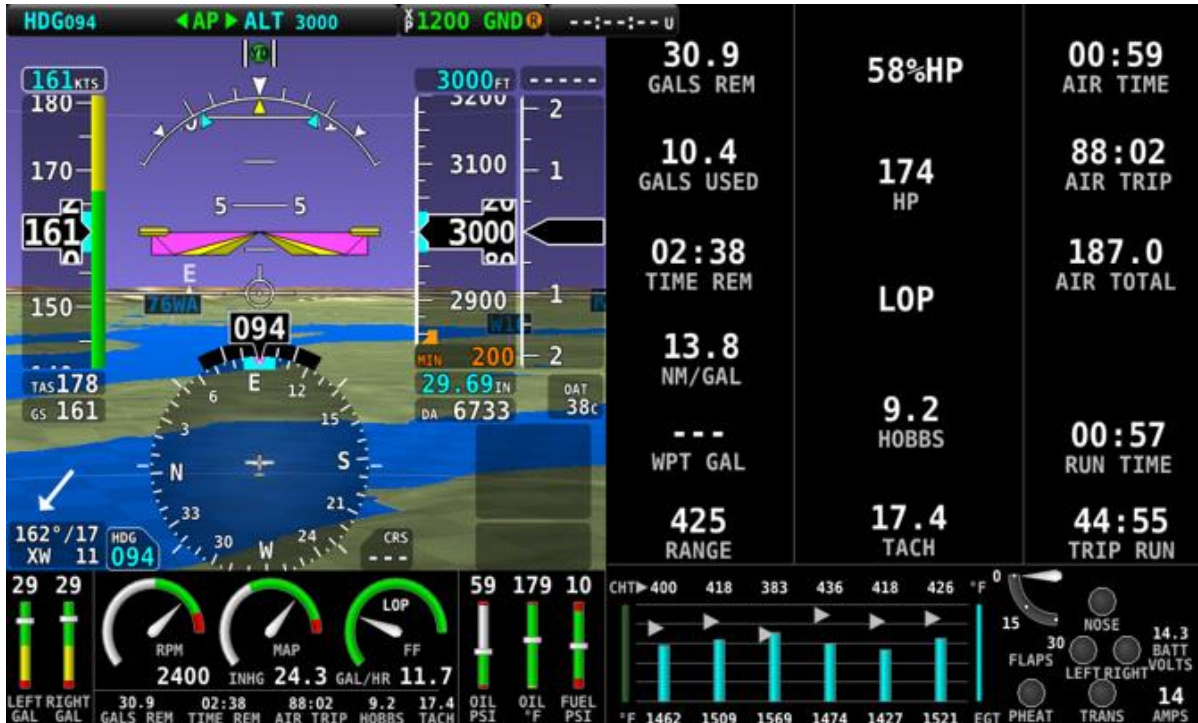 HDG094 AP ALT 3000 XP 1200 GND R --:--:-- U
YD
161KTS
3000FT -----
180 170 150
161
3200 3100 2900
20
3000
80
2 1 1 2
5 5
E
76WA
094
MIN 200
TAS178
GS 161
29.69IN
DA 6733
OAT
38C
N 3 6 E 12 15 S 21 24 W 30 33
162°/17
XW 11
HDG
094
CRS
---
30.9
GALS REM
10.4
GALS USED
02:38
TIME REM
13.8
NM/GAL
---
WPT GAL
425
RANGE
58%HP
174
HP
LOP
9.2
HOBBS
17.4
TACH
00:59
AIR TIME
88:02
AIR TRIP
187.0
AIR TOTAL
00:57
RUN TIME
44:55
TRIP RUN
29 29
LEFT GAL
RIGHT GAL
RPM
2400
MAP
INHG 24.3
LOP
FF
GAL/HR 11.7
30.9 02:38 88:02 9.2 17.4
GALS REM TIME REM AIR TRIP HOBBS TACH
59 179 10
OIL PSI
OIL °F
FUEL PSI
CHT 400 418 383 436 418 426 °F
°F 1462 1509 1569 1474 1427 1521 EGT
0
15
30
FLAPS
NOSE
LEFT RIGHT
PHEAT TRANS
14.3
BATT
VOLTS
14
AMPS